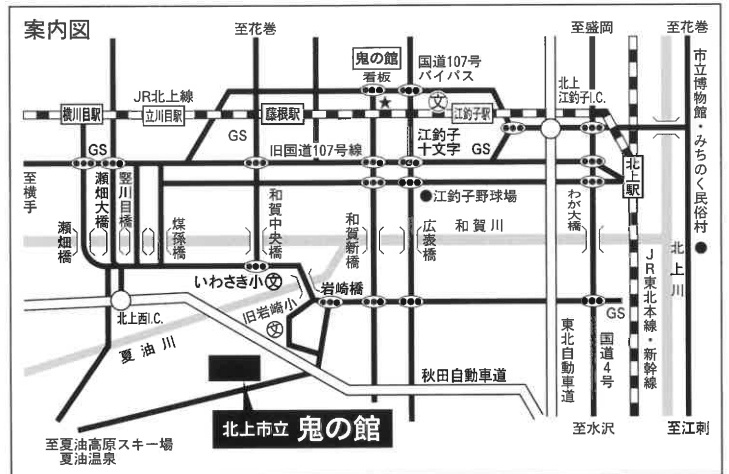 案内図
至花巻
鬼の館
看板
国道107号
バイパス
至盛岡
至花巻
市立博物館・みちのく民俗村
JR北上線
横川目駅
立川目駅
藤根駅
文
江釣子駅
北上
江釣子I.C.
GS
GS
旧国道107号線
江釣子
十文字
GS
北上駅
至横手
瀬畑大橋
竪川目橋
瀬畑橋
煤孫橋
和賀中央橋
和賀新橋
江釣子野球場
広表橋
和賀川
わが大橋
北上川
いわさき小文
旧岩崎小
文
岩崎橋
GS
北上西I.C.
夏油川
秋田自動車道
東北自動車道
国道4号
JR東北本線・新幹線
北上市立 鬼の館
至夏油高原スキー場
夏油温泉
至水沢
至江刺